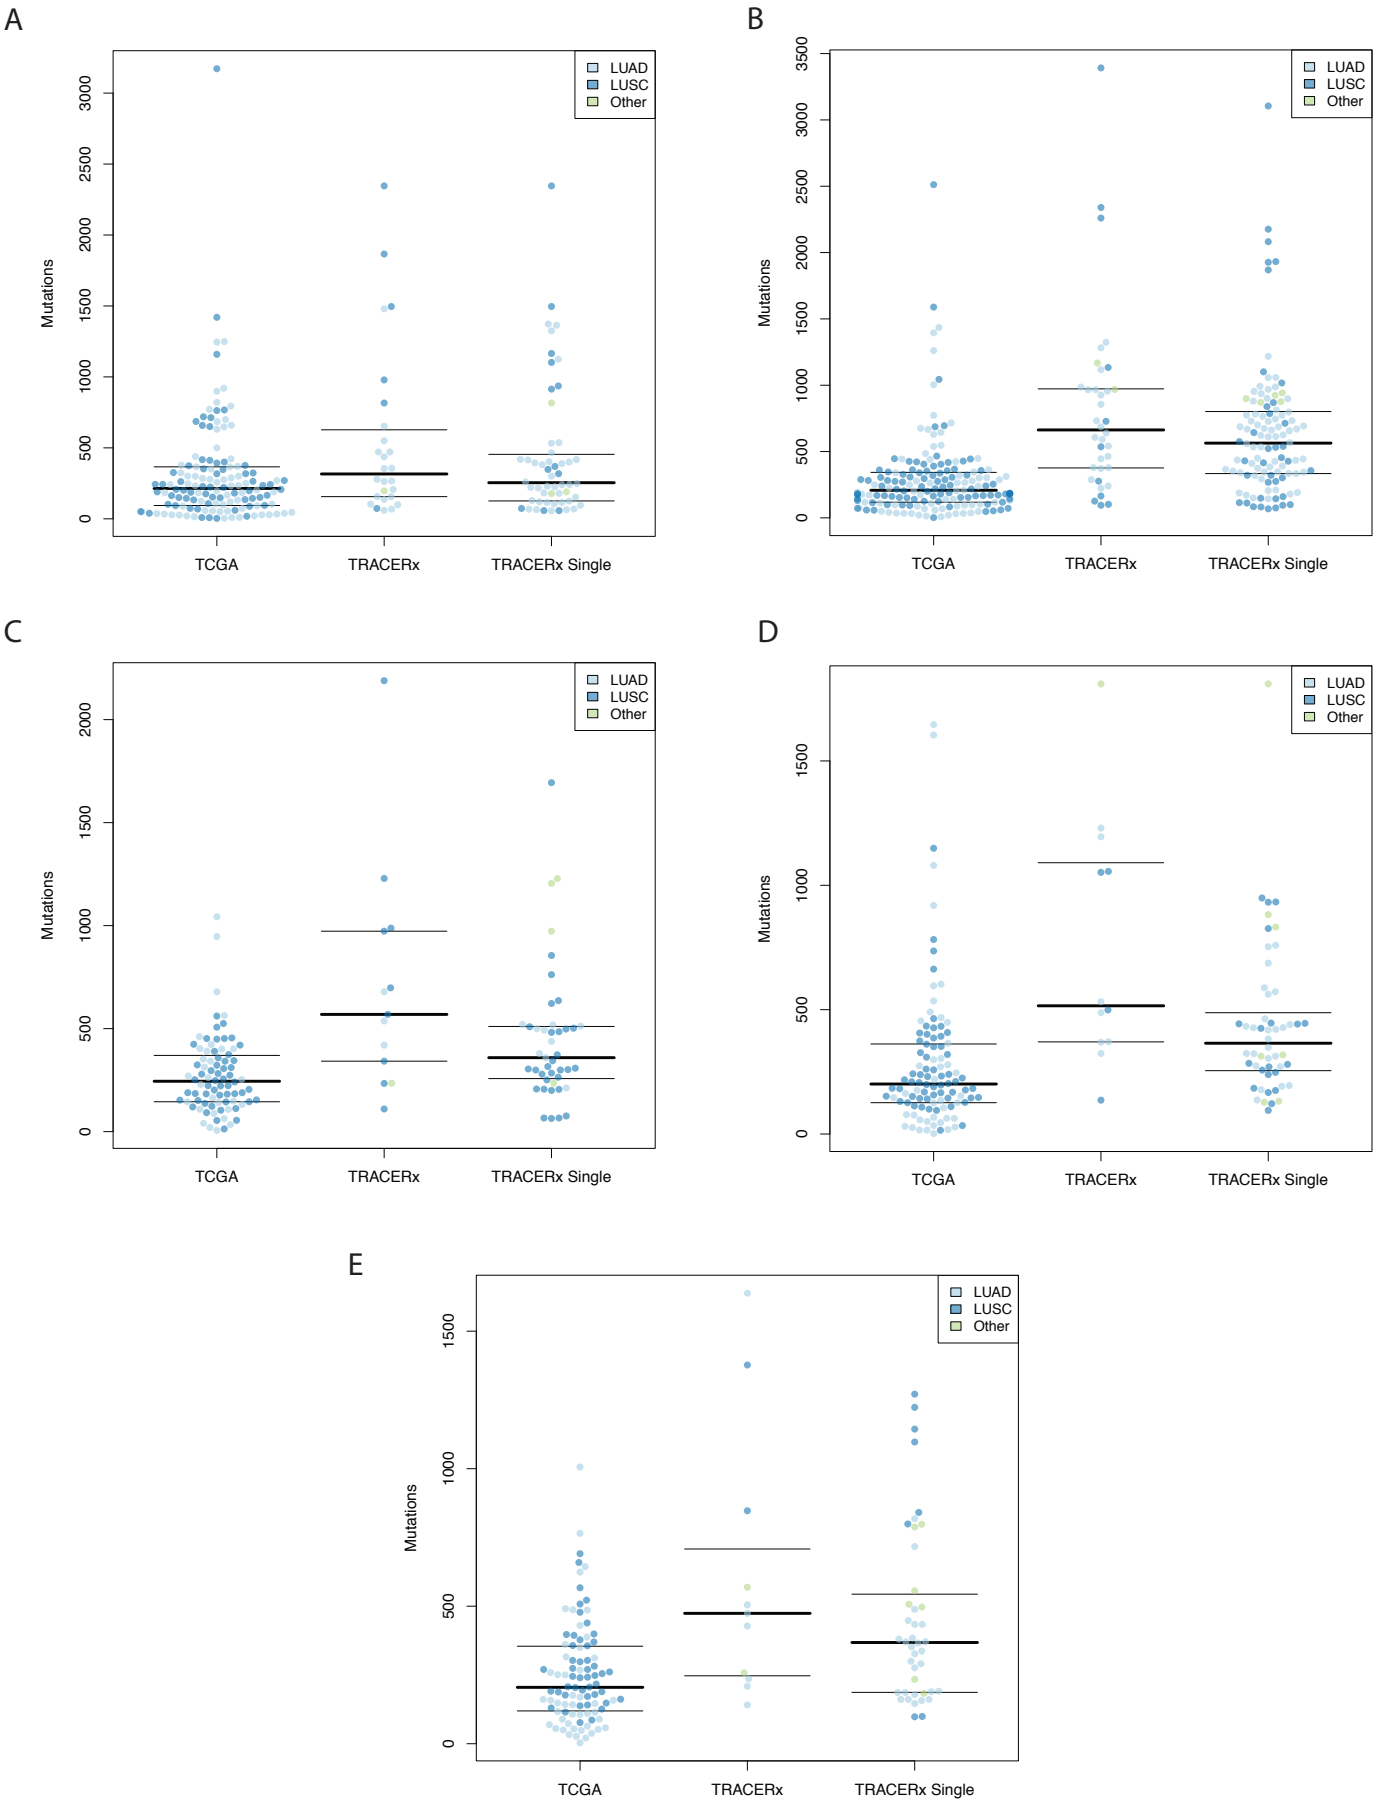 A
LUAD
LUSC
Other
3000
2500
2000
1500
1000
500
0
Mutations
TCGA
TRACERx
TRACERx Single
B
LUAD
LUSC
Other
3500
3000
2500
2000
1500
1000
500
0
Mutations
TCGA
TRACERx
TRACERx Single
C
LUAD
LUSC
Other
2000
1500
1000
500
0
Mutations
TCGA
TRACERx
TRACERx Single
D
LUAD
LUSC
Other
1500
1000
500
0
Mutations
TCGA
TRACERx
TRACERx Single
E
LUAD
LUSC
Other
1500
1000
500
0
Mutations
TCGA
TRACERx
TRACERx Single